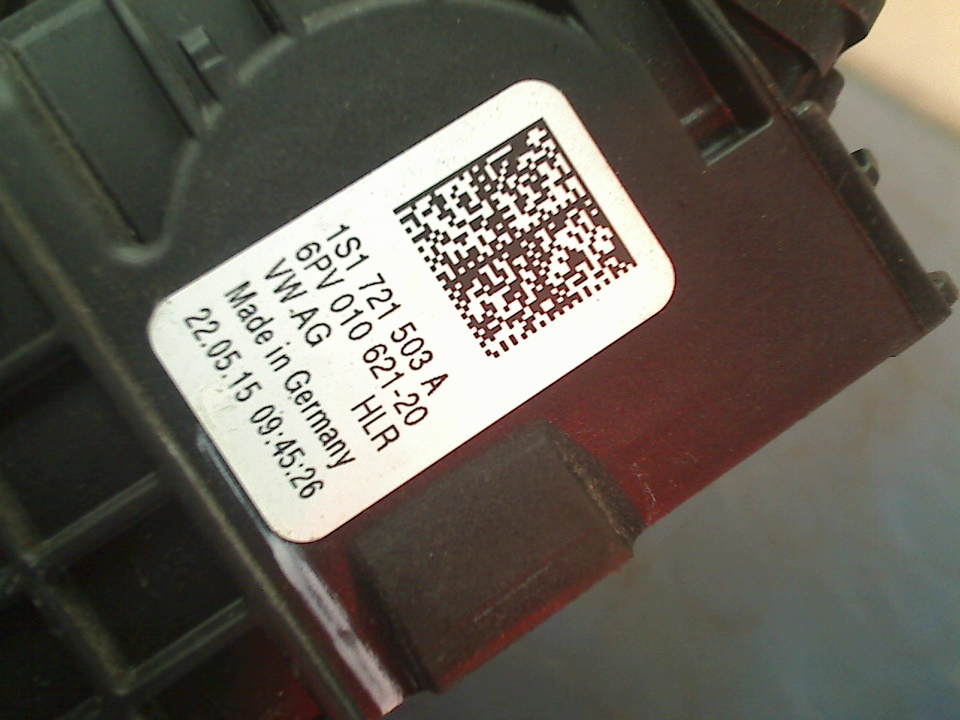 1S1 721 503 A
6PV 010 621-20
VW AG HLR
Made in Germany
22.05.15 09:45:26